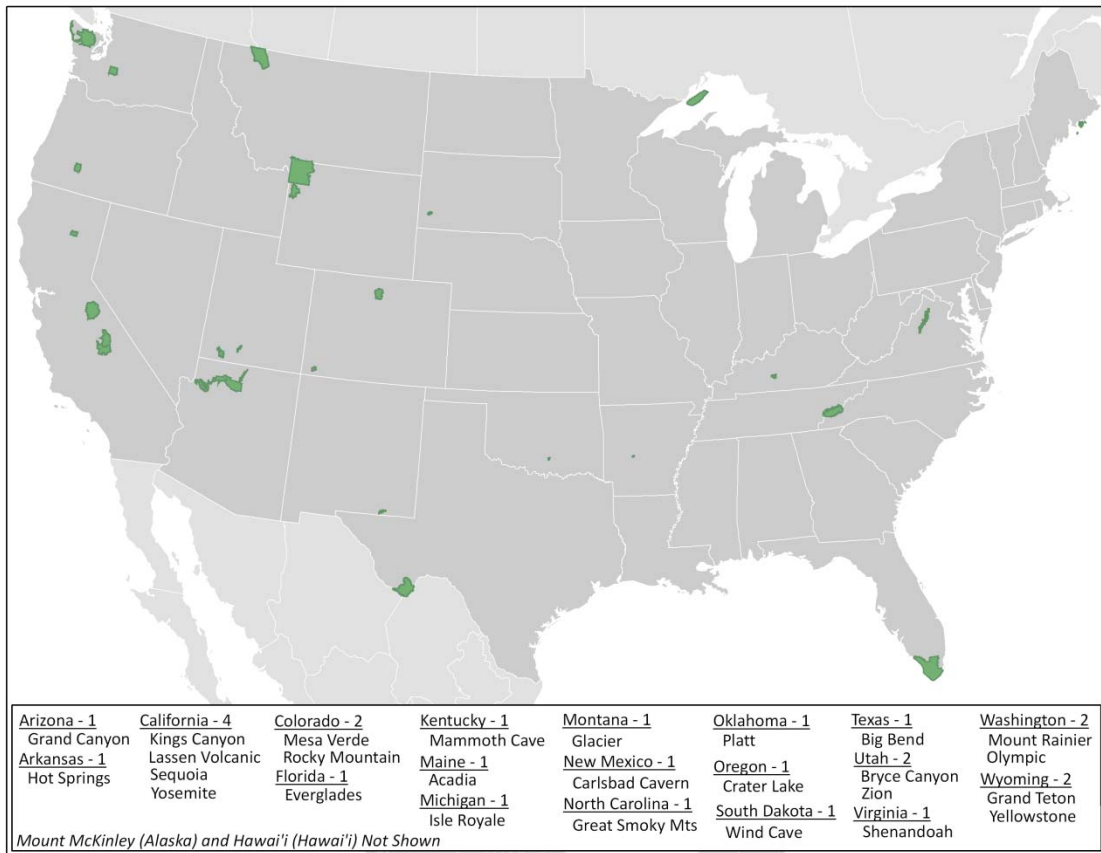 Arizona - 1
Grand Canyon
Arkansas - 1
Hot Springs
California - 4
Kings Canyon
Lassen Volcanic
Sequoia
Yosemite
Colorado - 2
Mesa Verde
Rocky Mountain
Florida - 1
Everglades
Kentucky - 1
Mammoth Cave
Maine - 1
Acadia
Michigan - 1
Isle Royale
Montana - 1
Glacier
New Mexico - 1
Carlsbad Cavern
North Carolina - 1
Great Smoky Mts
Oklahoma - 1
Platt
Oregon - 1
Crater Lake
South Dakota - 1
Wind Cave
Texas - 1
Big Bend
Utah - 2
Bryce Canyon
Zion
Virginia - 1
Shenandoah
Washington - 2
Mount Rainier
Olympic
Wyoming - 2
Grand Teton
Yellowstone
Mount McKinley (Alaska) and Hawai'i (Hawai'i) Not Shown